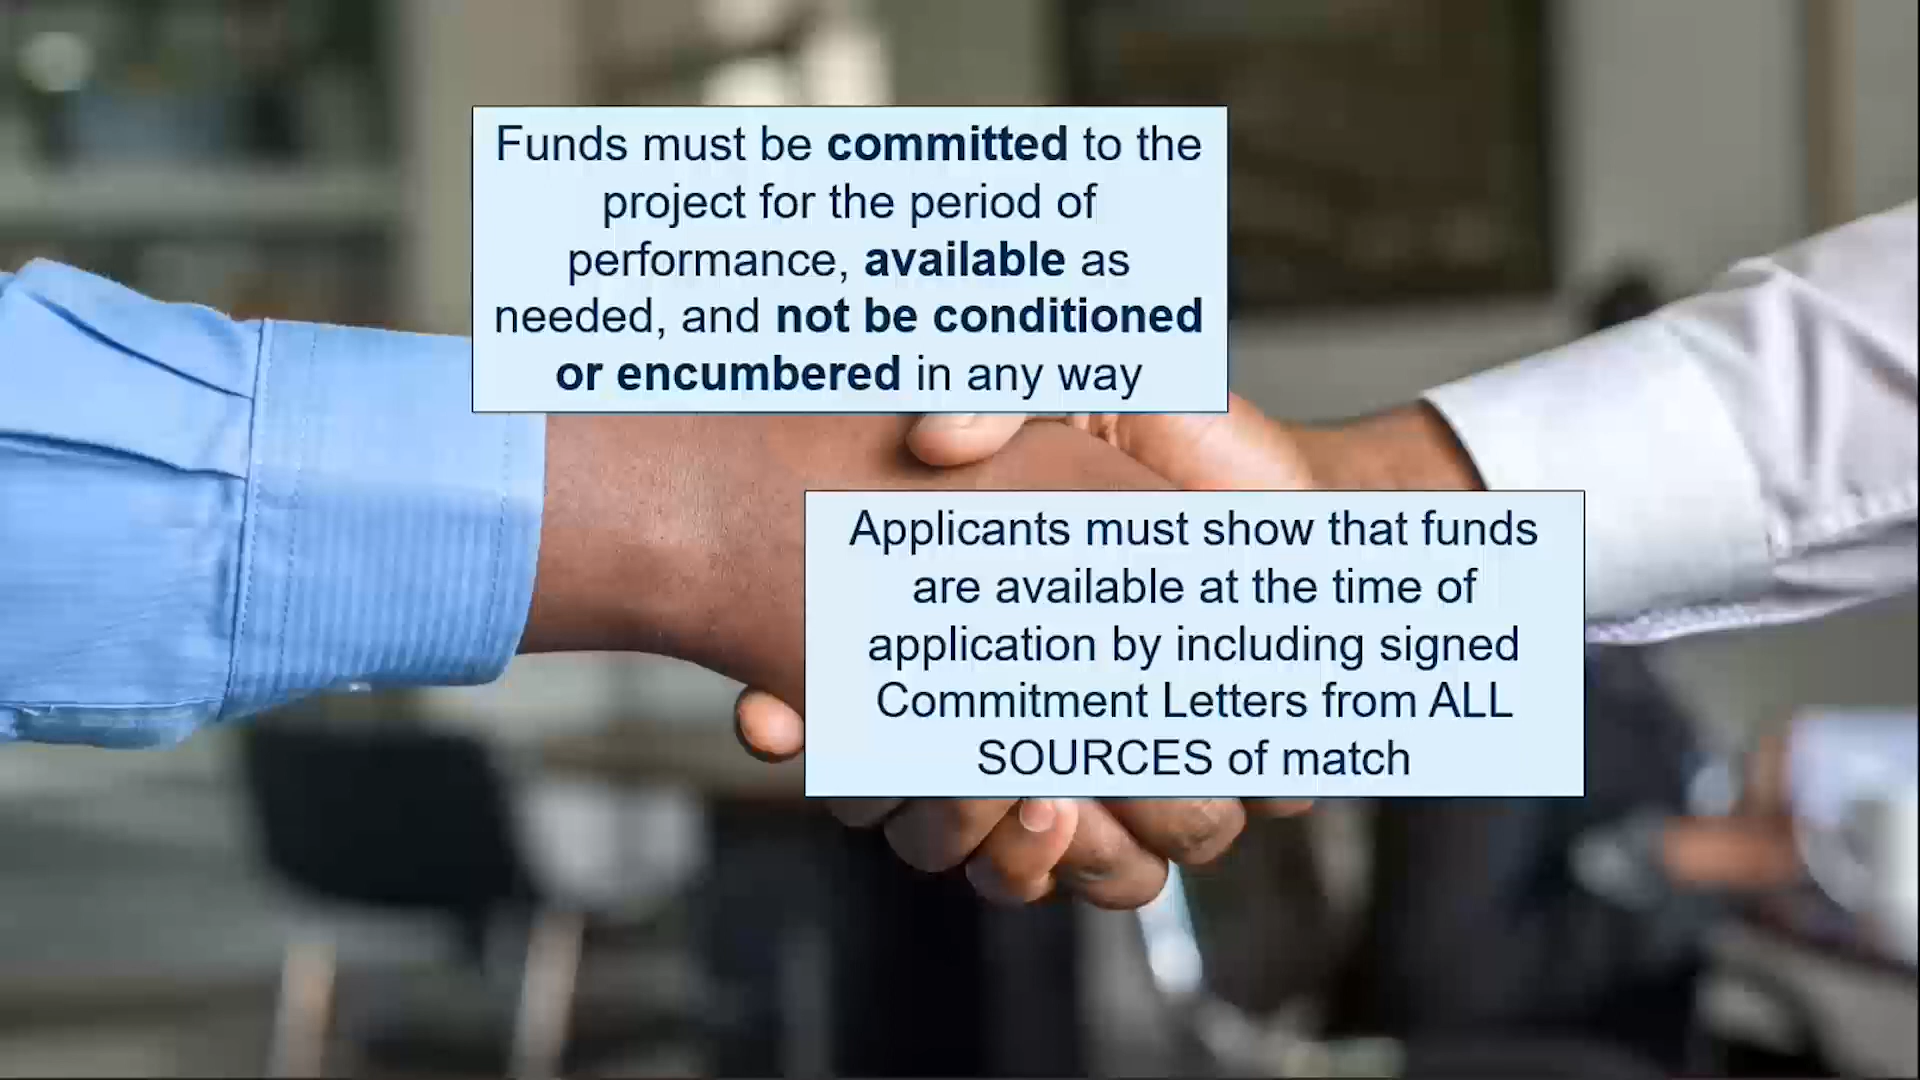 Funds must be committed to the
project for the period of
performance, available as
needed, and not be conditioned
or encumbered in any way
Applicants must show that funds
are available at the time of
application by including signed
Commitment Letters from ALL
SOURCES of match